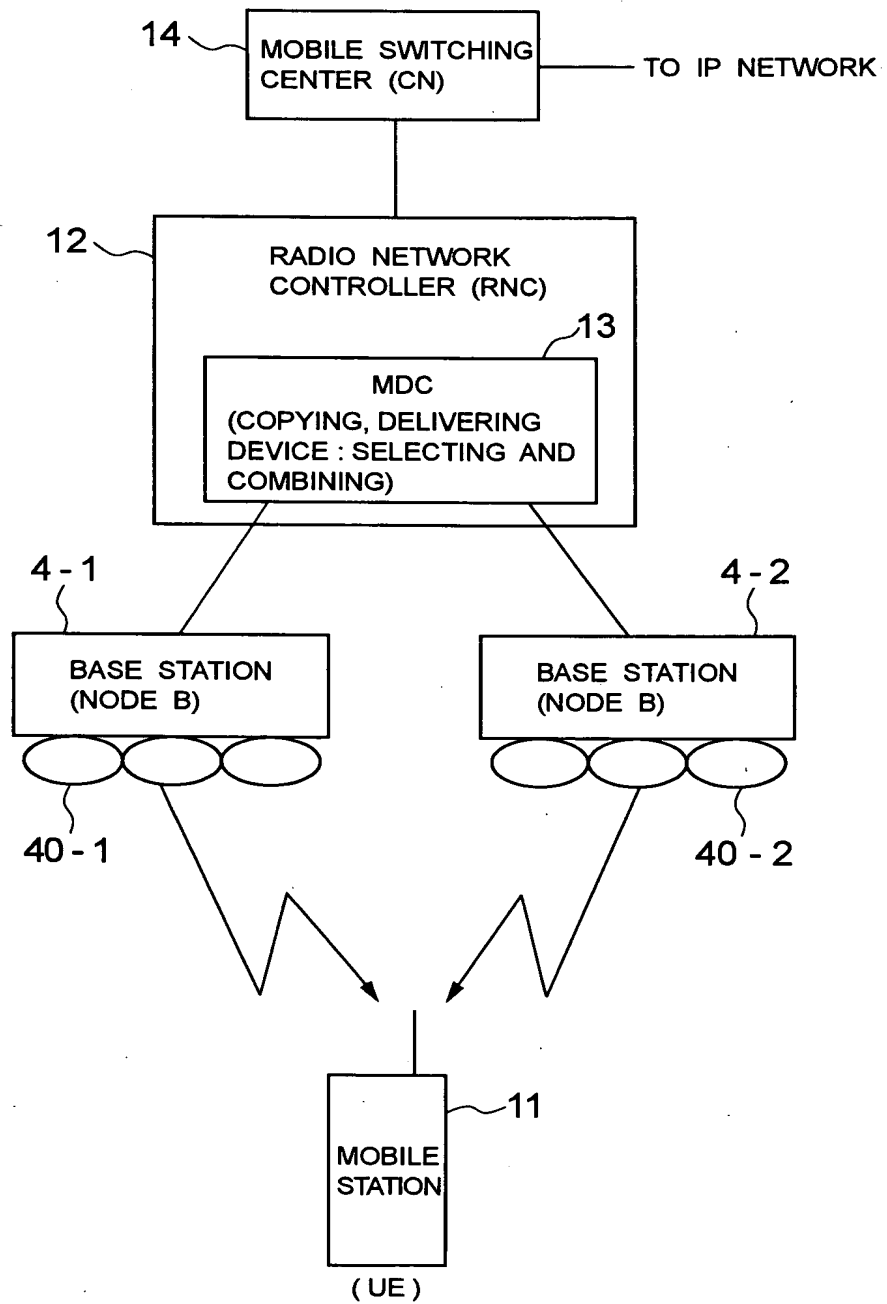 14
MOBILE SWITCHING
CENTER (CN)
TO IP NETWORK
12
RADIO NETWORK
CONTROLLER (RNC)
13
MDC
(COPYING, DELIVERING
DEVICE : SELECTING AND
COMBINING)
4-1
4-2
BASE STATION
(NODE B)
BASE STATION
(NODE B)
40-1
40-2
11
MOBILE
STATION
(UE)